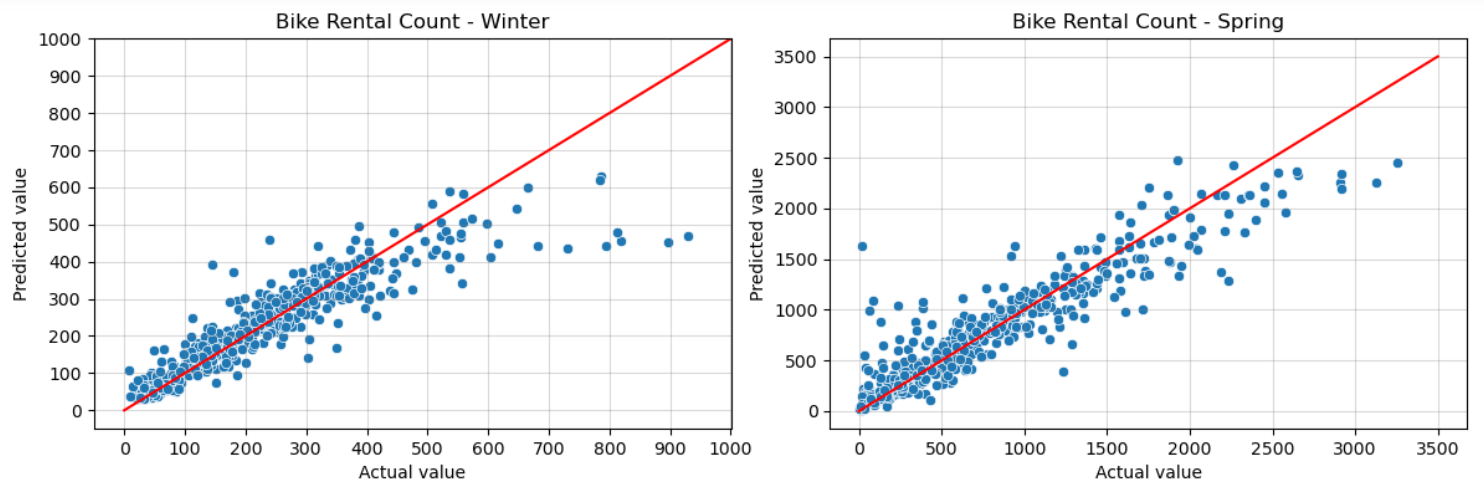 Bike Rental Count - Winter
1000
900
800
700
600
500
400
300
200
100
0
Predicted value
0 100 200 300 400 500 600 700 800 900 1000
Actual value
Bike Rental Count - Spring
3500
3000
2500
2000
1500
1000
500
0
Predicted value
0 500 1000 1500 2000 2500 3000 3500
Actual value